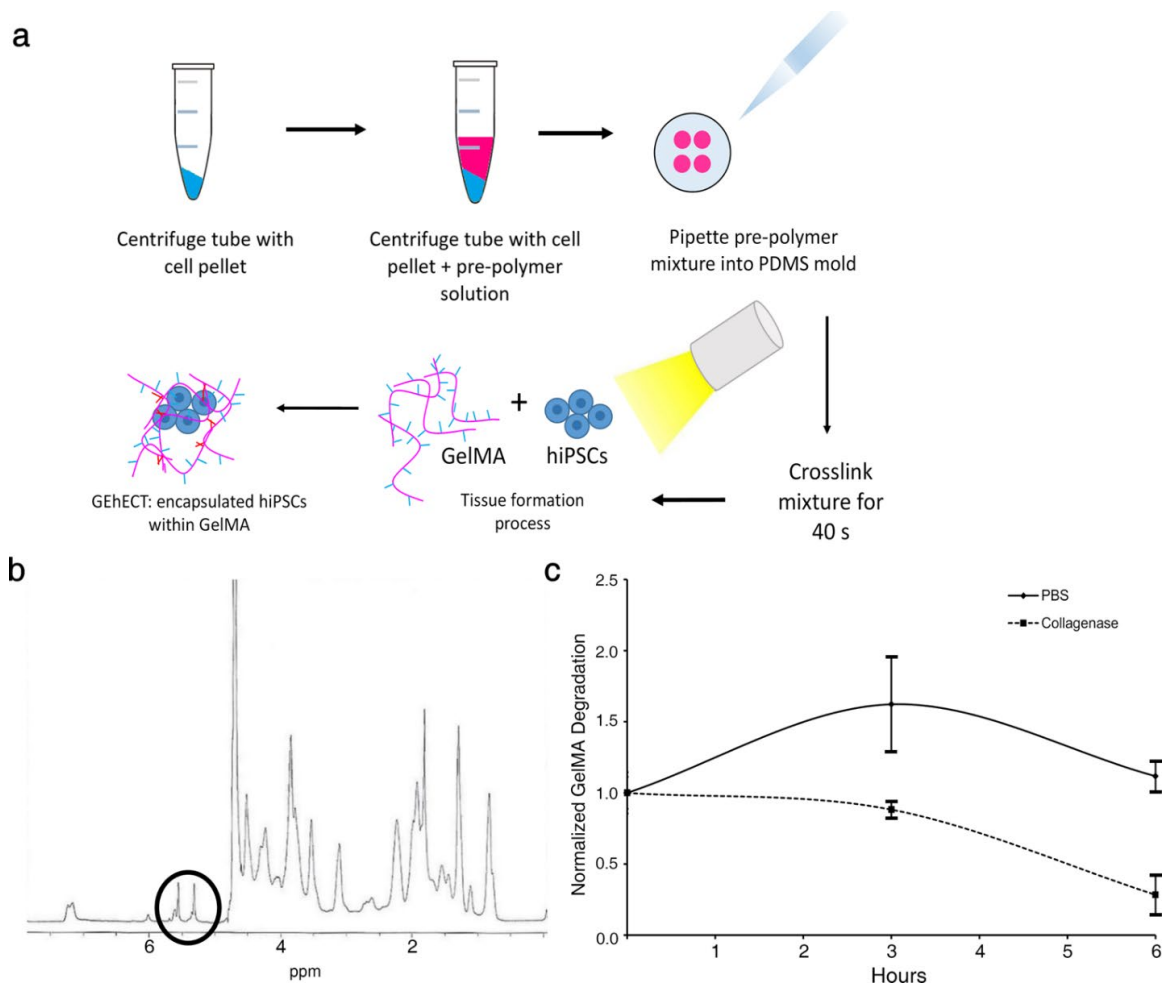 a
Centrifuge tube with
cell pellet
Centrifuge tube with cell
pellet + pre-polymer
solution
Pipette pre-polymer
mixture into PDMS mold
GEhECT: encapsulated hiPSCs
within GelMA
GelMA
+
hiPSCs
Tissue formation
process
Crosslink
mixture for
40 s
b
6
4
2
ppm
c
Normalized GelMA Degradation
2.5
2.0
1.5
1.0
0.5
0.0
PBS
Collagenase
1
2
3
4
5
6
Hours